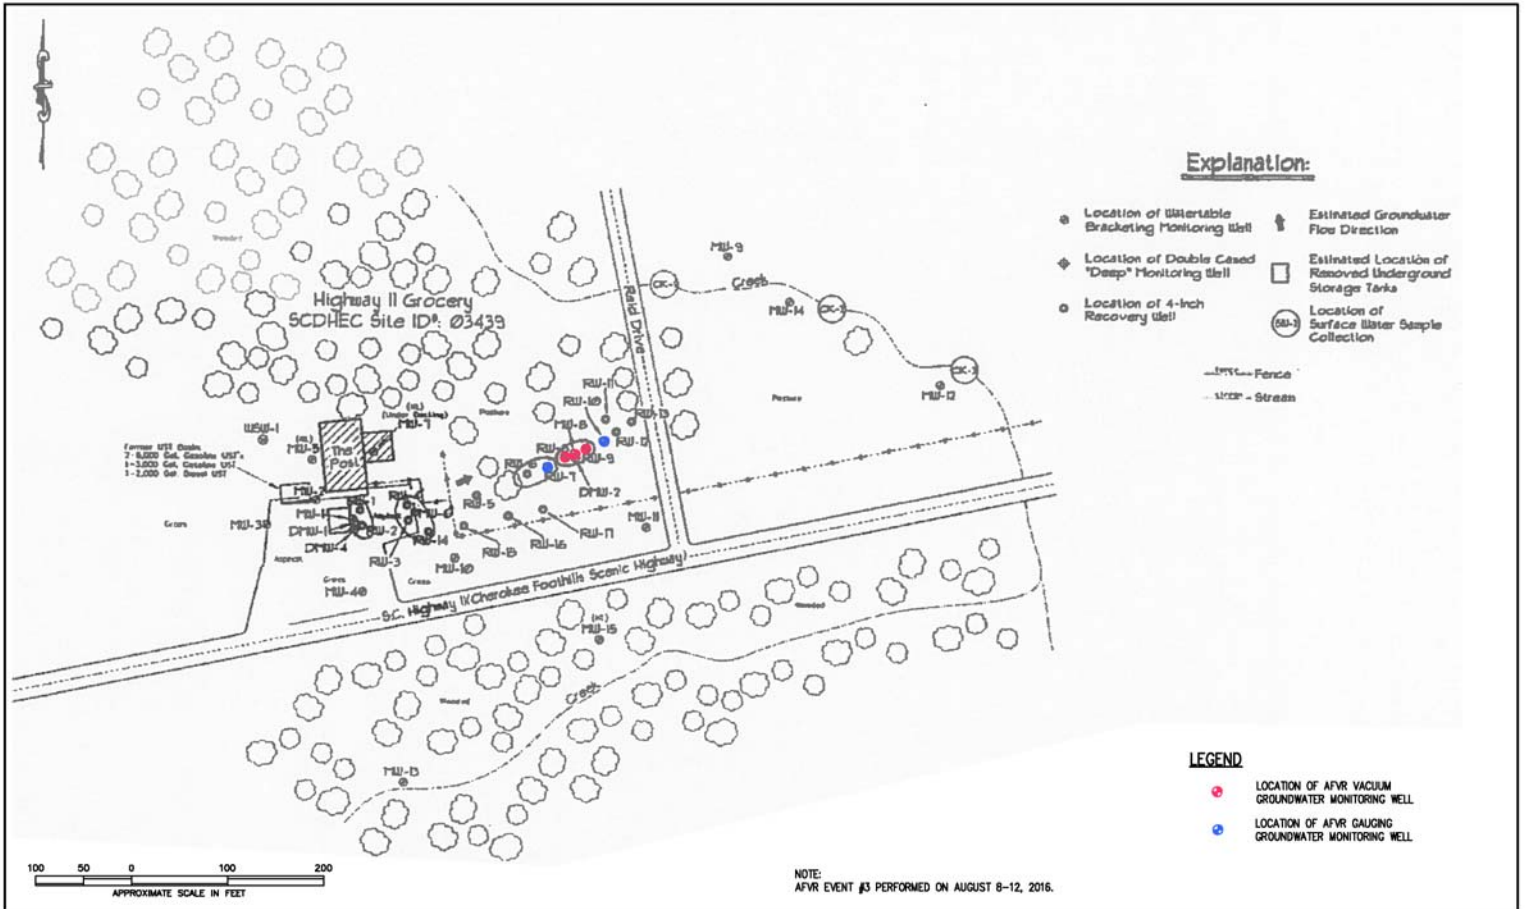 Explanation:
Location of Watertable
Bracketing Monitoring Well
Location of Double Cased
"Deep" Monitoring Well
Location of 4-inch
Recovery Well
Estimated Groundwater
Flow Direction
Estimated Location of
Removed Underground
Storage Tanks
Location of
Surface Water Sample
Collection
Fence
Stream
Wooded
Highway 11 Grocery
SCDHEC Site ID#: 03439
Raid Drive
MW-9
Creek
MW-14
MW-12
Pasture
Pasture
(Under Decking)
MW-7
WSW-1
MW-5
The
Post
Former UST Basin
Grass
MW-3
DMW-1
DMW-4
RW-2
RW-3
RW-14
Asphalt
Grass
MW-40
Grass
MW-10
RW-5
RW-15
RW-16
RW-17
MW-11
RW-11
RW-10
RW-13
MW-8
RW-12
RW-9
RW-7
DMW-2
S.C. Highway 11(Cherokee Foothills Scenic Highway)
MW-15
Wooded
Wooded
Creek
MW-13
LEGEND
LOCATION OF AFVR VACUUM
GROUNDWATER MONITORING WELL
LOCATION OF AFVR GAUGING
GROUNDWATER MONITORING WELL
100 50 0 100 200
APPROXIMATE SCALE IN FEET
NOTE:
AFVR EVENT #3 PERFORMED ON AUGUST 8-12, 2016.